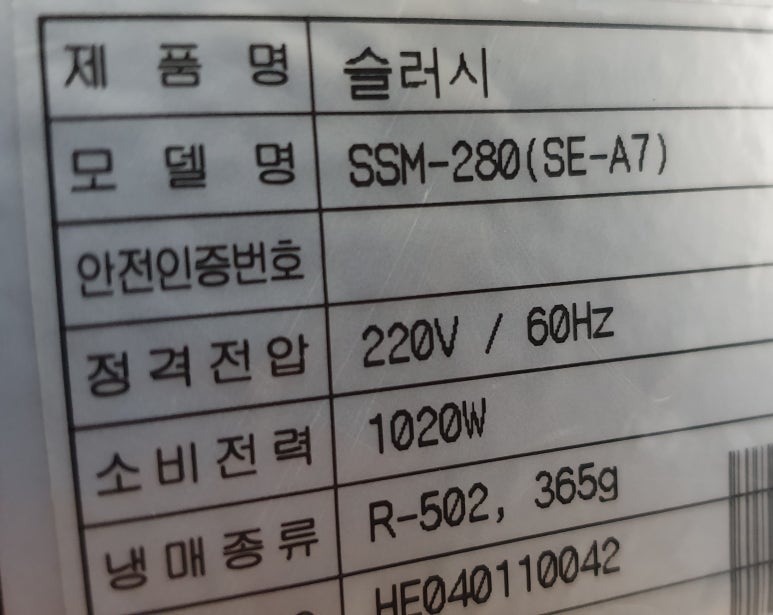 제 품 명 슬러시
모 델 명 SSM-280(SE-A7)
안전인증번호
정 격 전 압 220V / 60Hz
소 비 전 력 1020W
냉 매 종 류 R-502, 365g
HE040110042